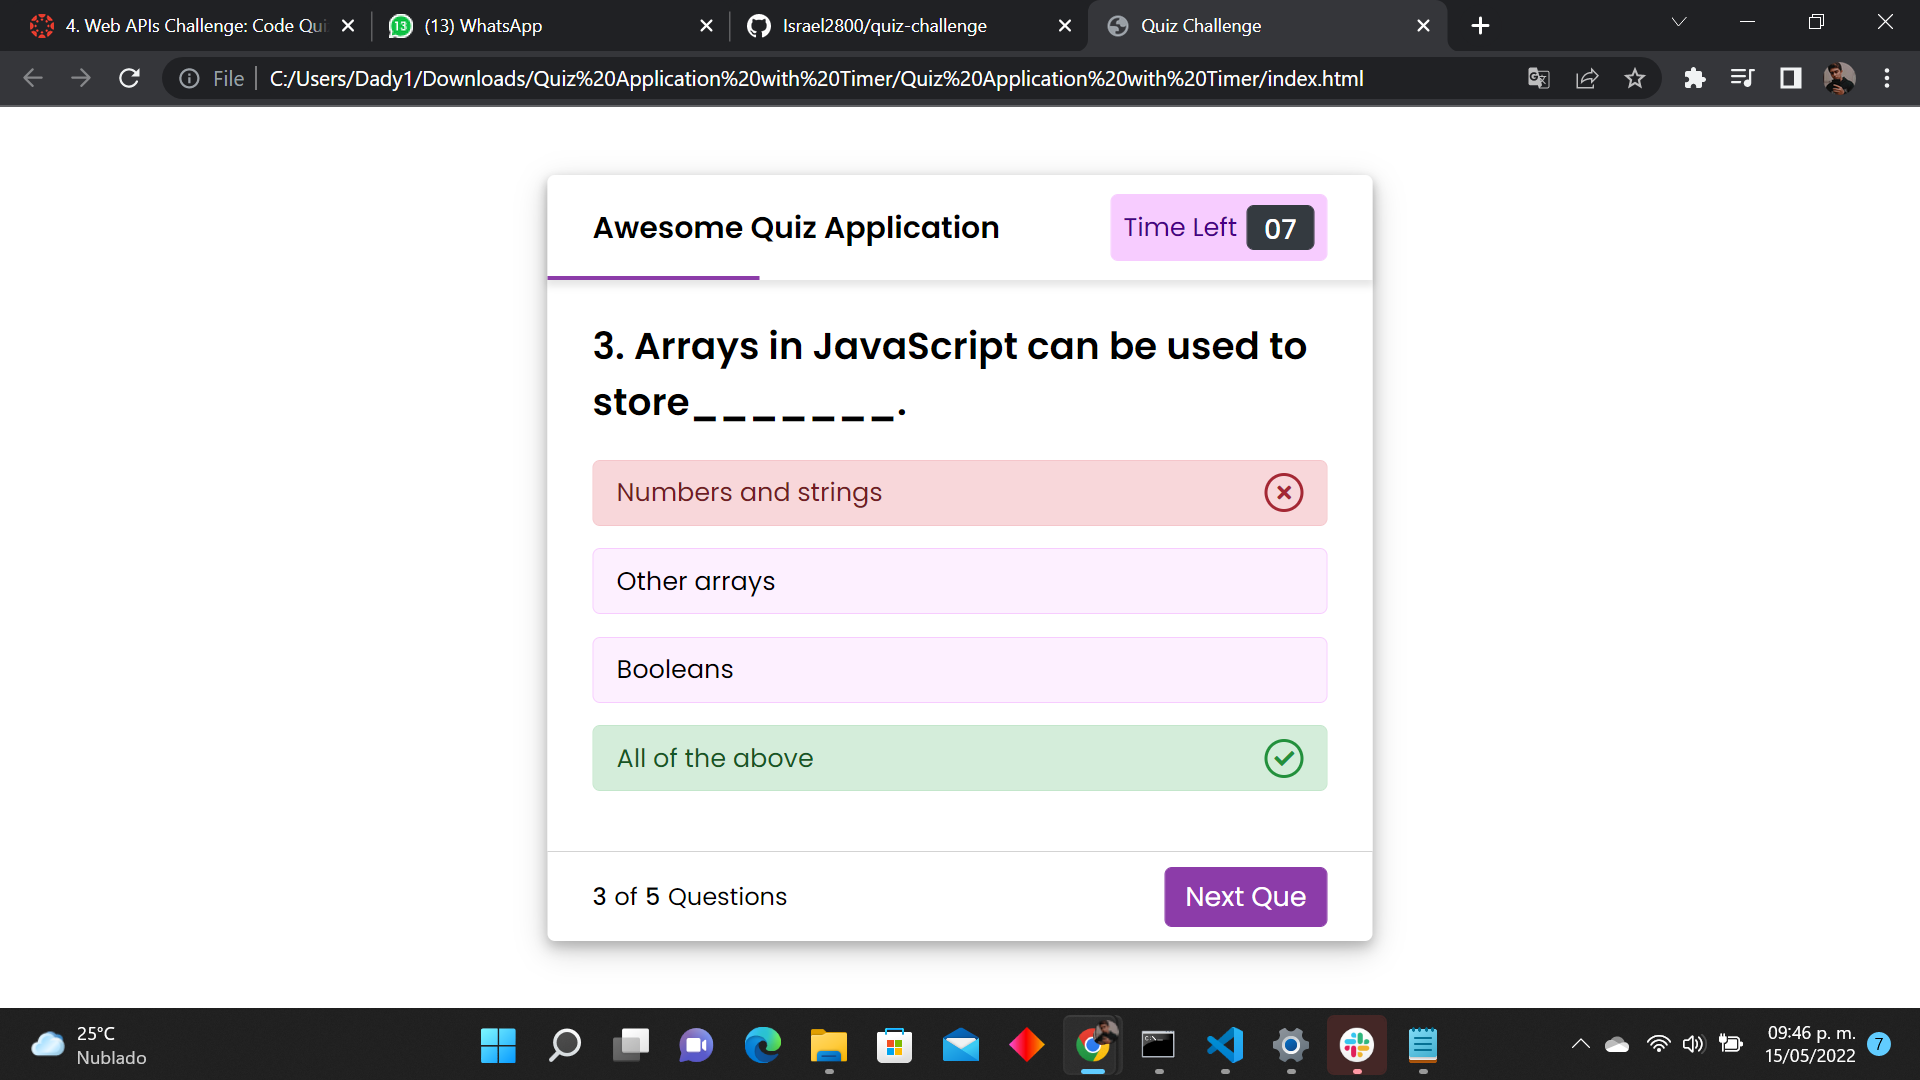 4. Web APIs Challenge: Code Qui
(13) WhatsApp
Israel2800/quiz-challenge
Quiz Challenge
File
C:/Users/Dady1/Downloads/Quiz%20Application%20with%20Timer/Quiz%20Application%20with%20Timer/index.html
Awesome Quiz Application
Time Left 07
3. Arrays in JavaScript can be used to
store_______.
Numbers and strings
Other arrays
Booleans
All of the above
3 of 5 Questions
Next Que
25°C
Nublado
09:46 p. m.
15/05/2022
7